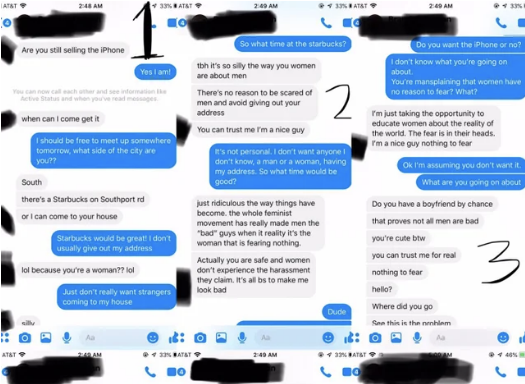 AT&T 2:48 AM 33%
1
Are you still selling the iPhone
Yes I am!
You can now call each other and see information like
Active Status and when you've read messages.
when can I come get it
I should be free to meet up somewhere
tomorrow, what side of the city are
you??
South
there's a Starbucks on Southport rd
or I can come to your house
Starbucks would be great! I don't
usually give out my address
lol because you're a woman?? lol
Just don't really want strangers
coming to my house
silly
Aa
AT&T 2:49 AM 33%
2
So what time at the starbucks?
tbh it's so silly the way you women
are about men
There's no reason to be scared of
men and avoid giving out your
address
You can trust me I'm a nice guy
It's not personal. I don't want anyone I
don't know, a man or a woman, having
my address. So what time would be
good?
just ridiculous the way things have
become. the whole feminist
movement has really made men the
"bad" guys when it reality it's the
woman that is fearing nothing.
Actually you are safe and women
don't experience the harassment
they claim. It's all bs to make me
look bad
Dude
Aa
AT&T 2:49 AM 33%
3
Do you want the iPhone or no?
I don't know what you're going on
about.
You're mansplaining that women have
no reason to fear? What?
I'm just taking the opportunity to
educate women about the reality of
the world. The fear is in their heads.
I'm a nice guy nothing to fear
Ok I'm assuming you don't want it.
What are you going on about
Do you have a boyfriend by chance
that proves not all men are bad
you're cute btw
you can trust me for real
nothing to fear
hello?
Where did you go
See this is the problem
Aa
AT&T 2:49 AM 33%
AT&T 2:49 AM 33%
AT&T AM 46%